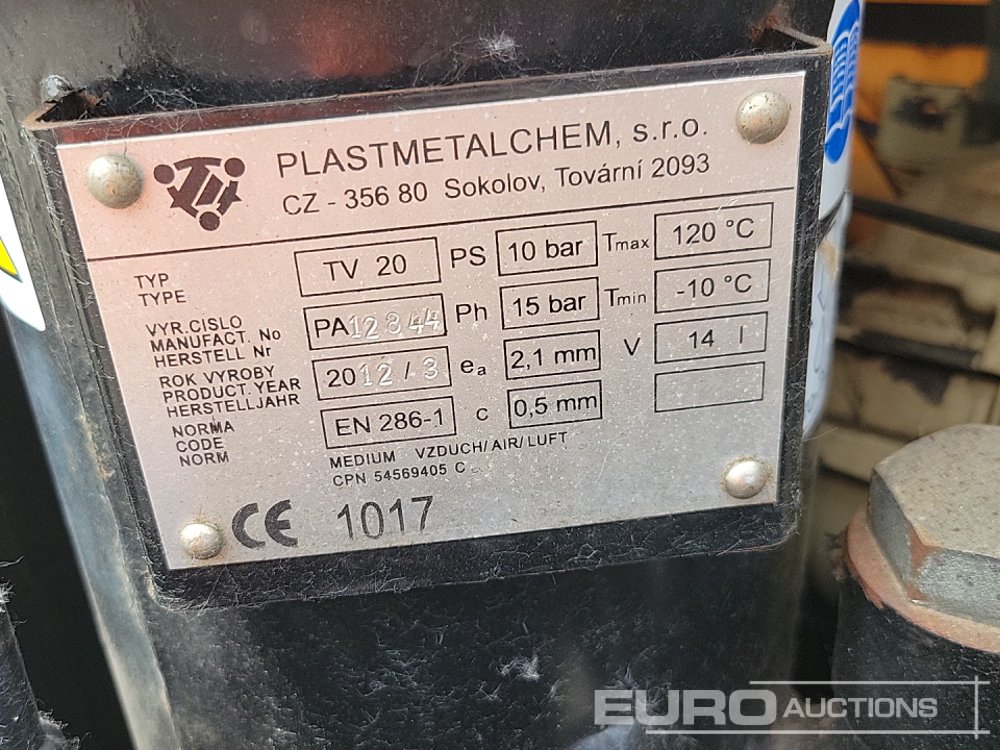 PLASTMETALCHEM, s.r.o.
CZ - 356 80 Sokolov, Tovární 2093
TYP
TYPE
TV 20
PS 10 bar Tmax 120 °C
VYR.CISLO
MANUFACT. No
HERSTELL Nr
PA12844
Ph 15 bar Tmin -10 °C
ROK VYROBY
PRODUCT. YEAR
HERSTELLJAHR
2012/3
ea 2,1 mm V 14 l
NORMA
CODE
NORM
EN 286-1
c 0,5 mm
MEDIUM VZDUCH/AIR/LUFT
CPN 54569405 C
CE 1017
EURO AUCTIONS